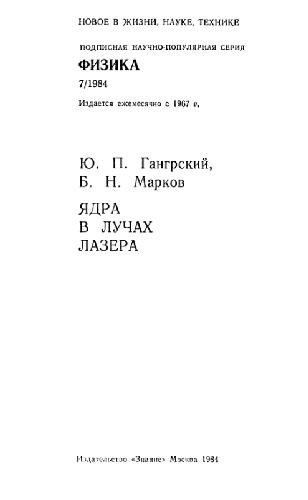 НОВОЕ В ЖИЗНИ, НАУКЕ, ТЕХНИКЕ
ПОДПИСНАЯ НАУЧНО-ПОПУЛЯРНАЯ СЕРИЯ
ФИЗИКА
7/1984
Издается ежемесячно с 1967 г.
Ю. П. Гангрский,
Б. Н. Марков
ЯДРА
В ЛУЧАХ
ЛАЗЕРА
Издательство «Знание» Москва 1984